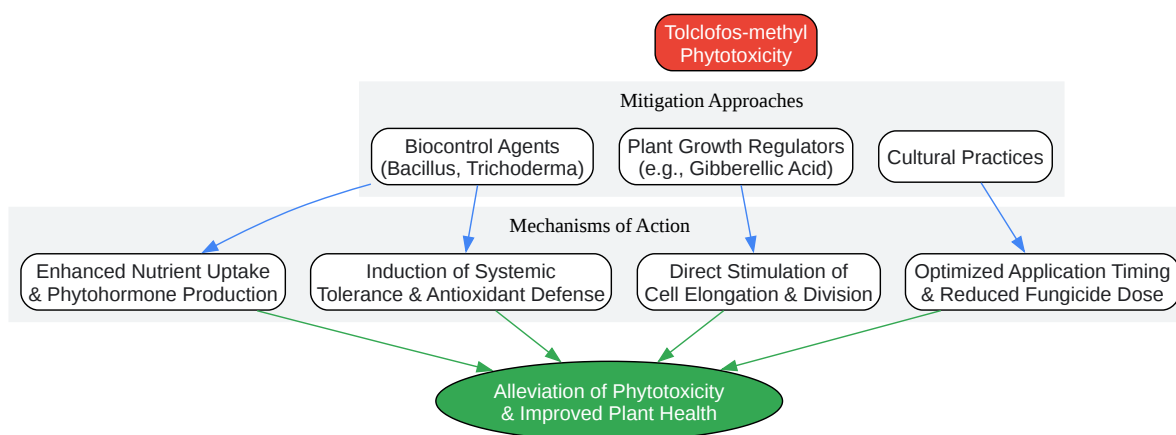 Tolclofos-methyl
Phytotoxicity
Mitigation Approaches
Biocontrol Agents
(Bacillus, Trichoderma)
Plant Growth Regulators
(e.g., Gibberellic Acid)
Cultural Practices
Mechanisms of Action
Enhanced Nutrient Uptake
& Phytohormone Production
Induction of Systemic
Tolerance & Antioxidant Defense
Direct Stimulation of
Cell Elongation & Division
Optimized Application Timing
& Reduced Fungicide Dose
Alleviation of Phytotoxicity
& Improved Plant Health